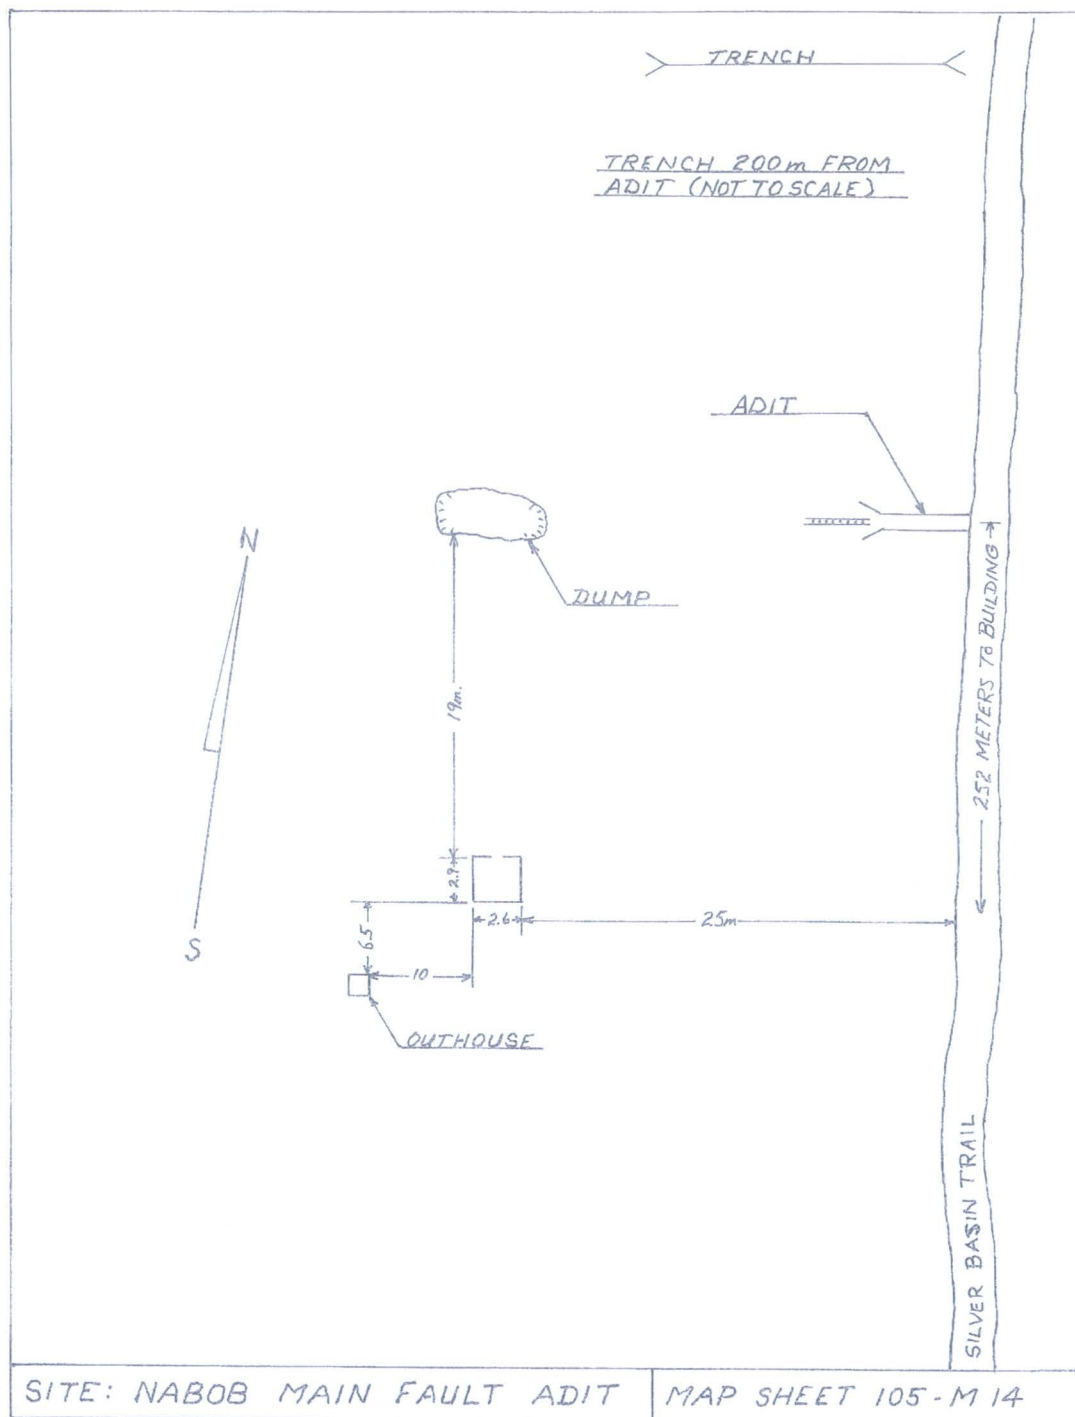 TRENCH
TRENCH 200m FROM
ADIT (NOT TO SCALE)
ADIT
N
DUMP
252 METERS TO BUILDING
19m.
2.9
2.6
25m
6.5
S
10
OUTHOUSE
SILVER BASIN TRAIL
SITE: NABOB MAIN FAULT ADIT
MAP SHEET 105-M 14